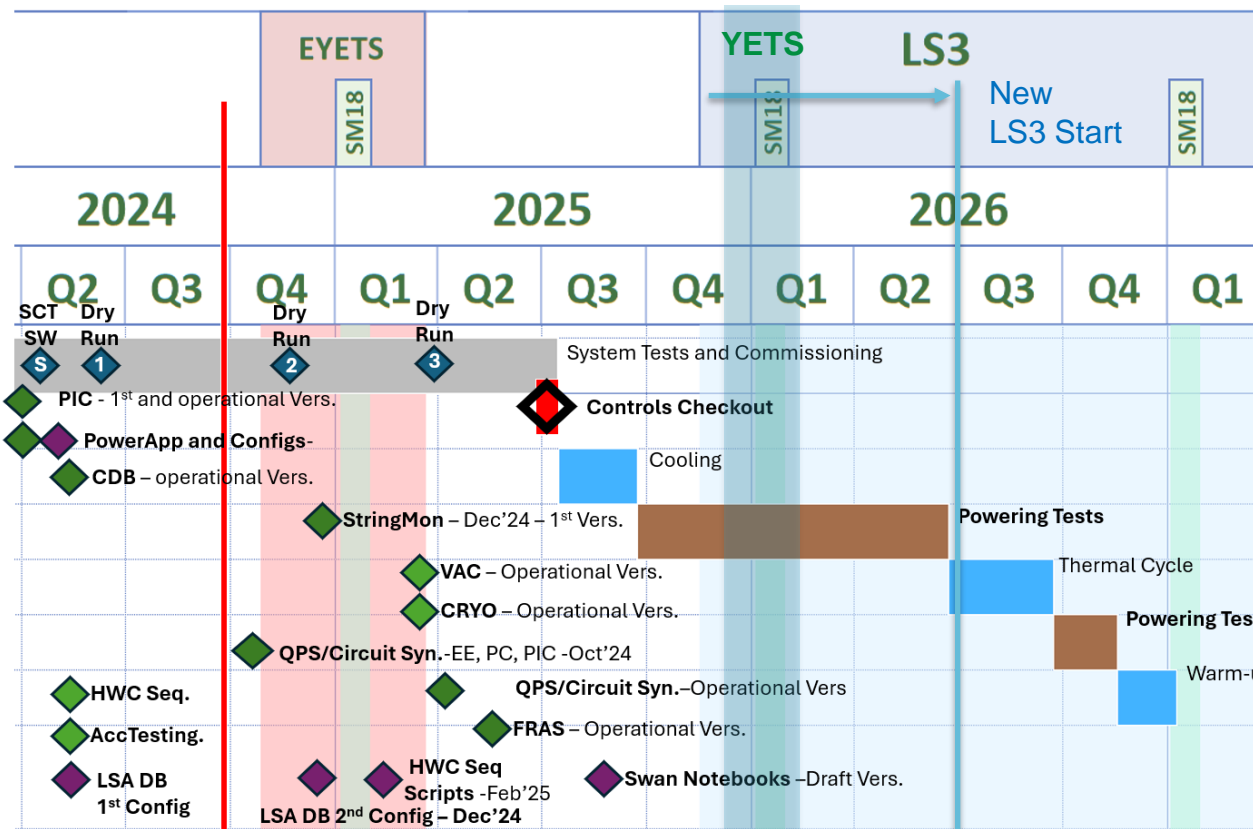 EYETS
YETS
LS3
SM18
SM18
SM18
New
LS3 Start
2024
2025
2026
Q2
Q3
Q4
Q1
Q2
Q3
Q4
Q1
Q2
Q3
Q4
Q1
SCT
SW
Dry
Run
Dry
Run
Dry
Run
S
1
2
3
System Tests and Commissioning
PIC - 1st and operational Vers.
Controls Checkout
PowerApp and Configs-
Cooling
CDB – operational Vers.
StringMon – Dec’24 – 1st Vers.
Powering Tests
VAC – Operational Vers.
Thermal Cycle
CRYO – Operational Vers.
Powering Tes
QPS/Circuit Syn.-EE, PC, PIC -Oct’24
Warm-u
HWC Seq.
QPS/Circuit Syn.–Operational Vers
AccTesting.
FRAS – Operational Vers.
LSA DB
1st Config
HWC Seq
Scripts -Feb’25
Swan Notebooks –Draft Vers.
LSA DB 2nd Config – Dec’24